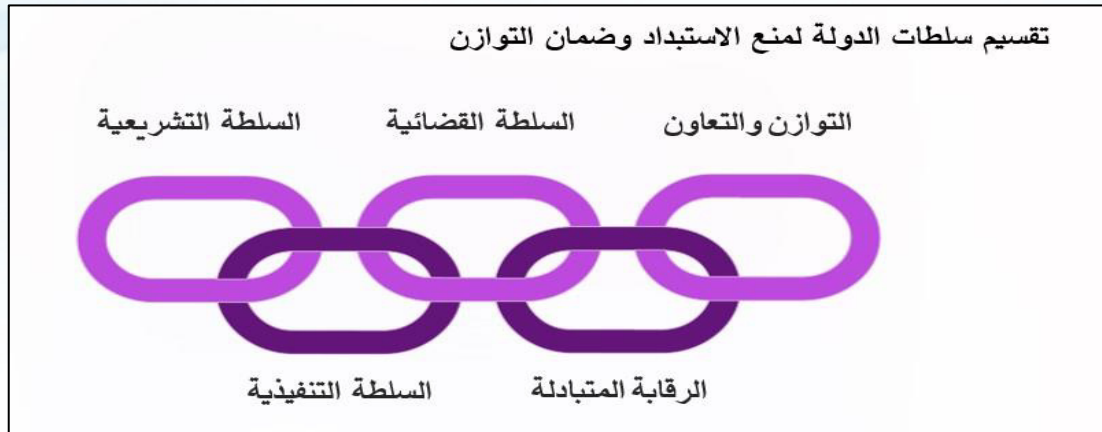 تقسيم سلطات الدولة لمنع الاستبداد وضمان التوازن
التوازن والتعاون
السلطة القضائية
السلطة التشريعية
الرقابة المتبادلة
السلطة التنفيذية